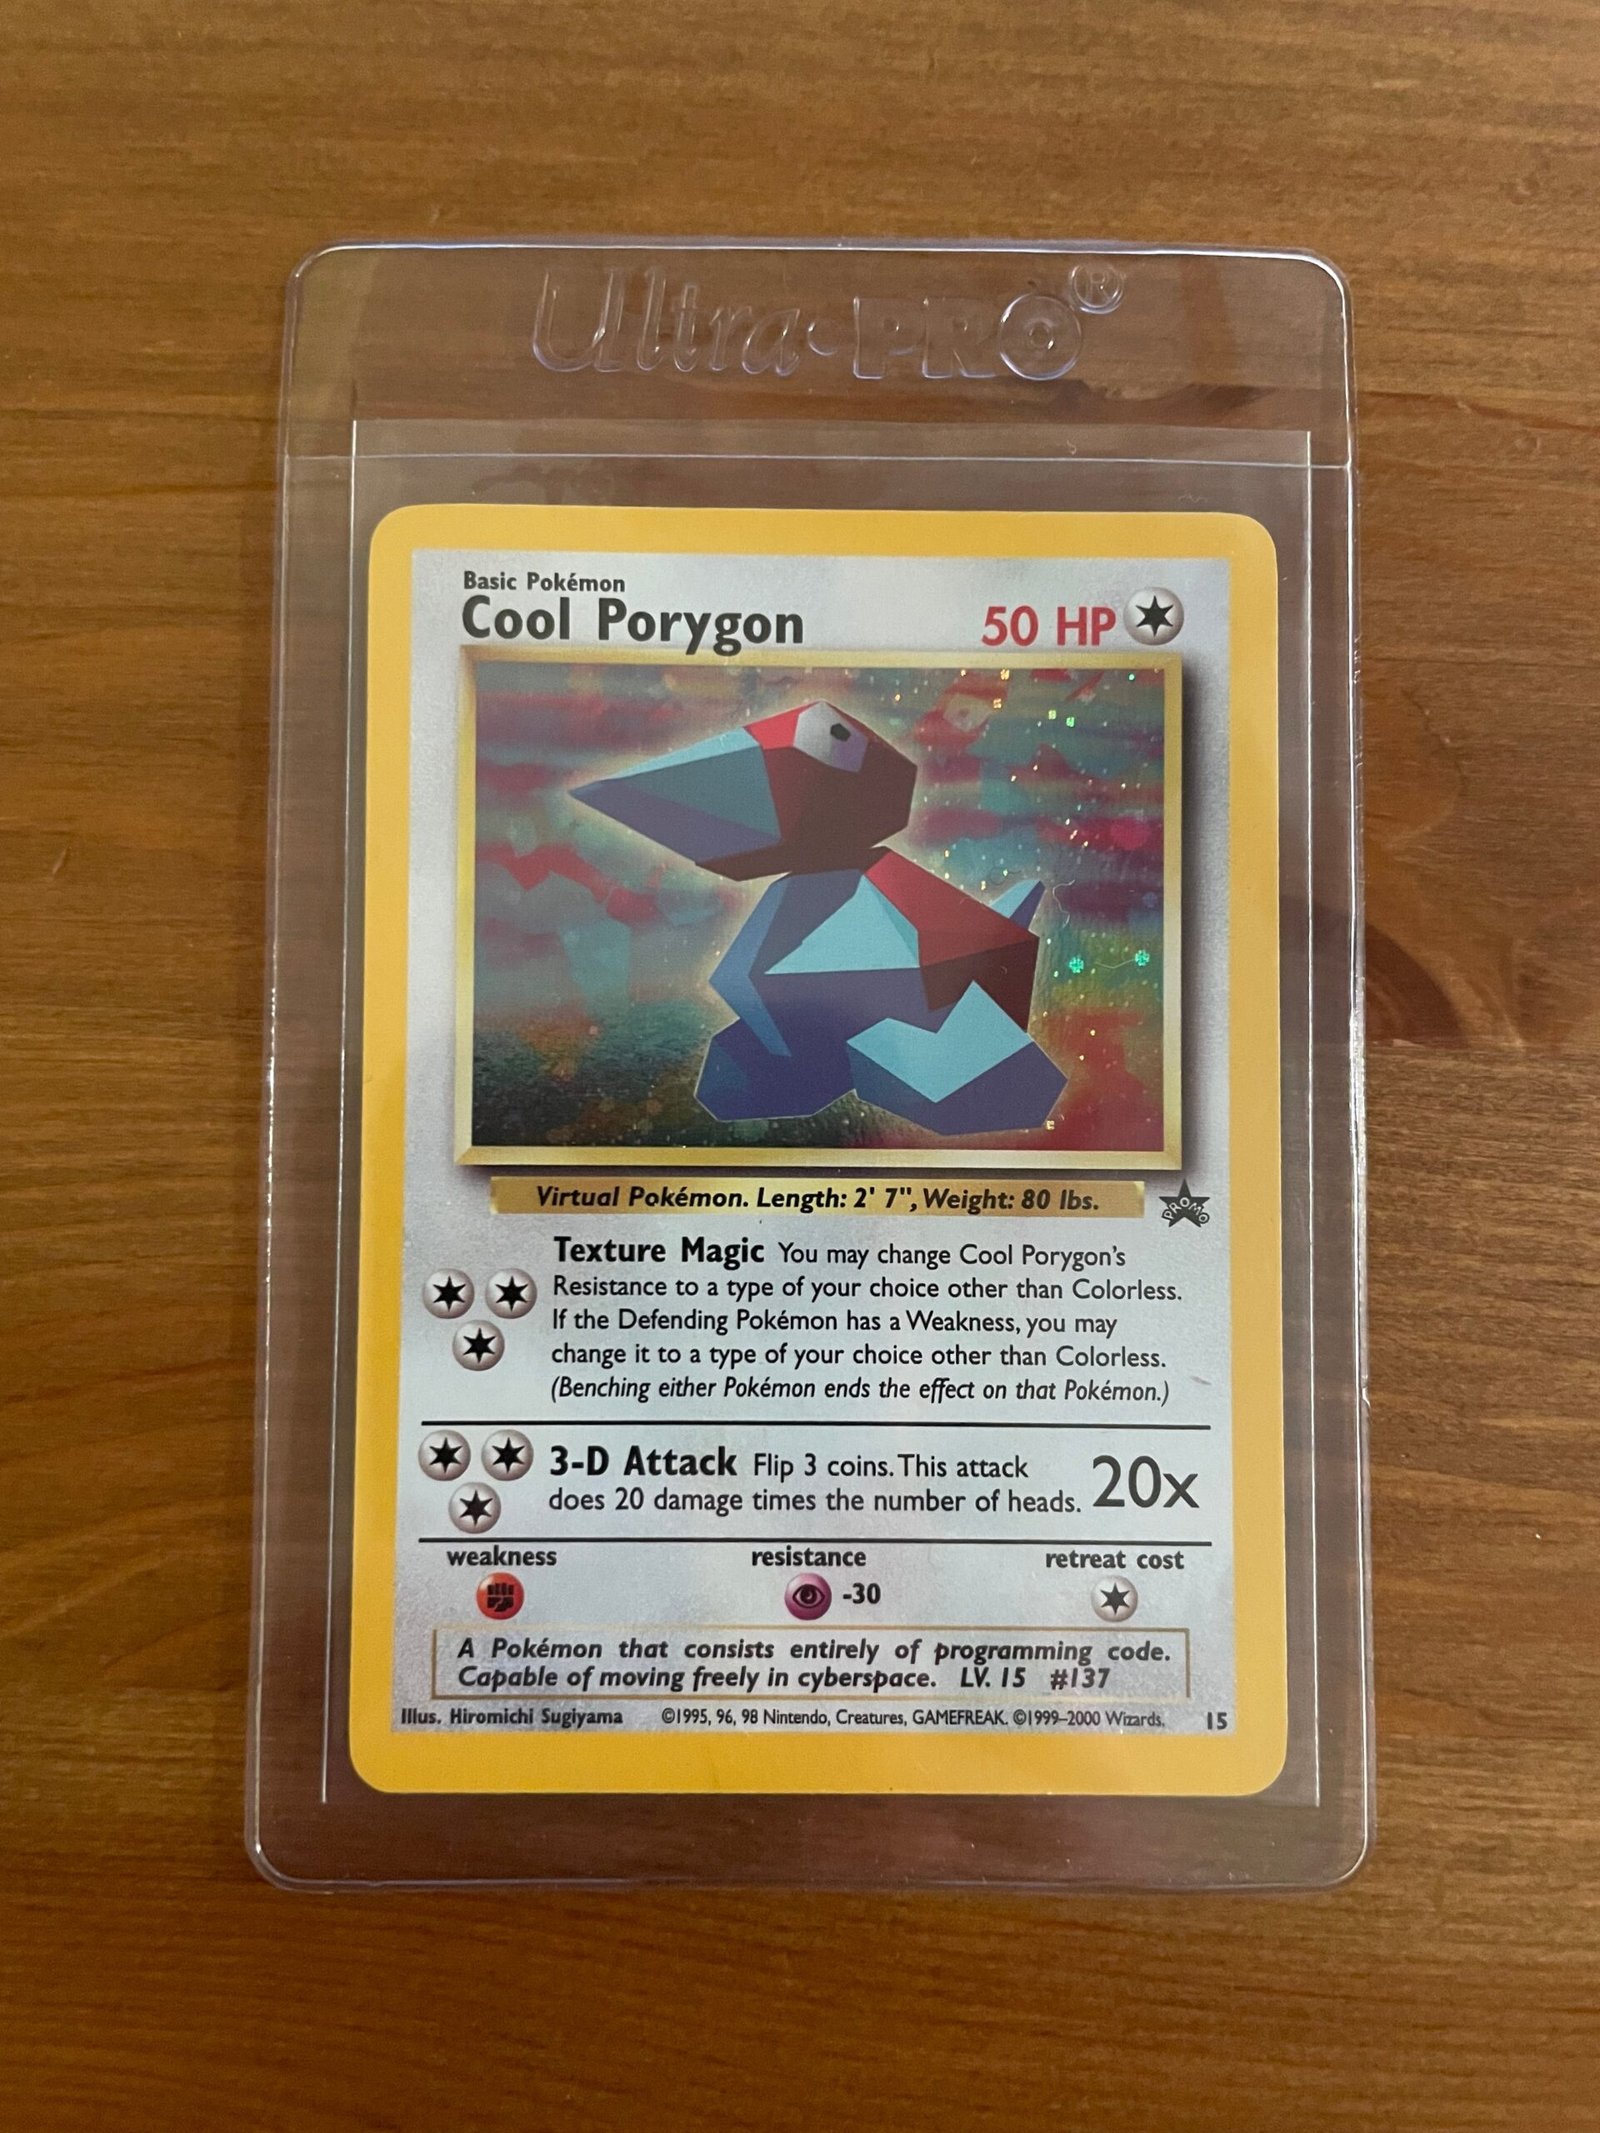 Ultra•PRO®
Basic Pokémon
Cool Porygon
50 HP
Virtual Pokémon. Length: 2' 7", Weight: 80 lbs.
PROMO
Texture Magic You may change Cool Porygon's
Resistance to a type of your choice other than Colorless.
If the Defending Pokémon has a Weakness, you may
change it to a type of your choice other than Colorless.
(Benching either Pokémon ends the effect on that Pokémon.)
3-D Attack Flip 3 coins. This attack
does 20 damage times the number of heads.
20x
weakness
resistance
retreat cost
-30
A Pokémon that consists entirely of programming code.
Capable of moving freely in cyberspace. LV. 15 #137
Illus. Hiromichi Sugiyama ©1995, 96, 98 Nintendo, Creatures, GAMEFREAK. ©1999–2000 Wizards. 15